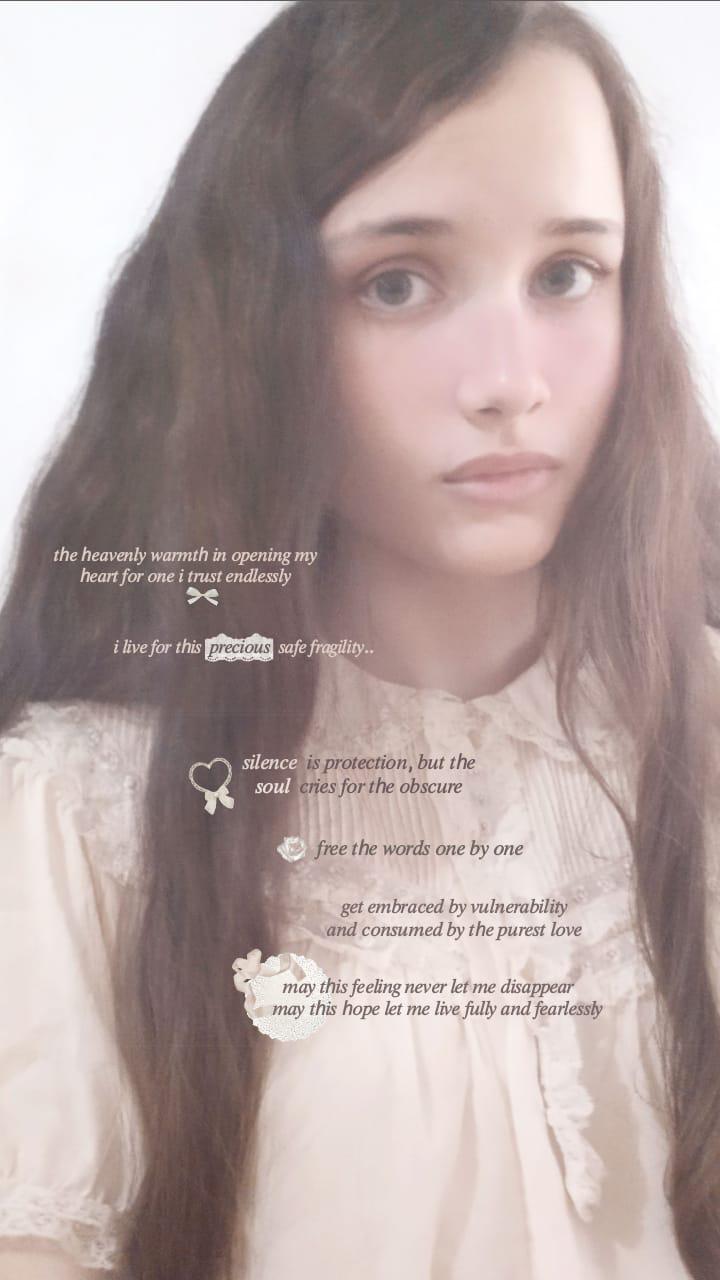 the heavenly warmth in opening my
heart for one i trust endlessly
i live for this precious safe fragility..
silence is protection, but the
soul cries for the obscure
free the words one by one
get embraced by vulnerability
and consumed by the purest love
may this feeling never let me disappear
may this hope let me live fully and fearlessly